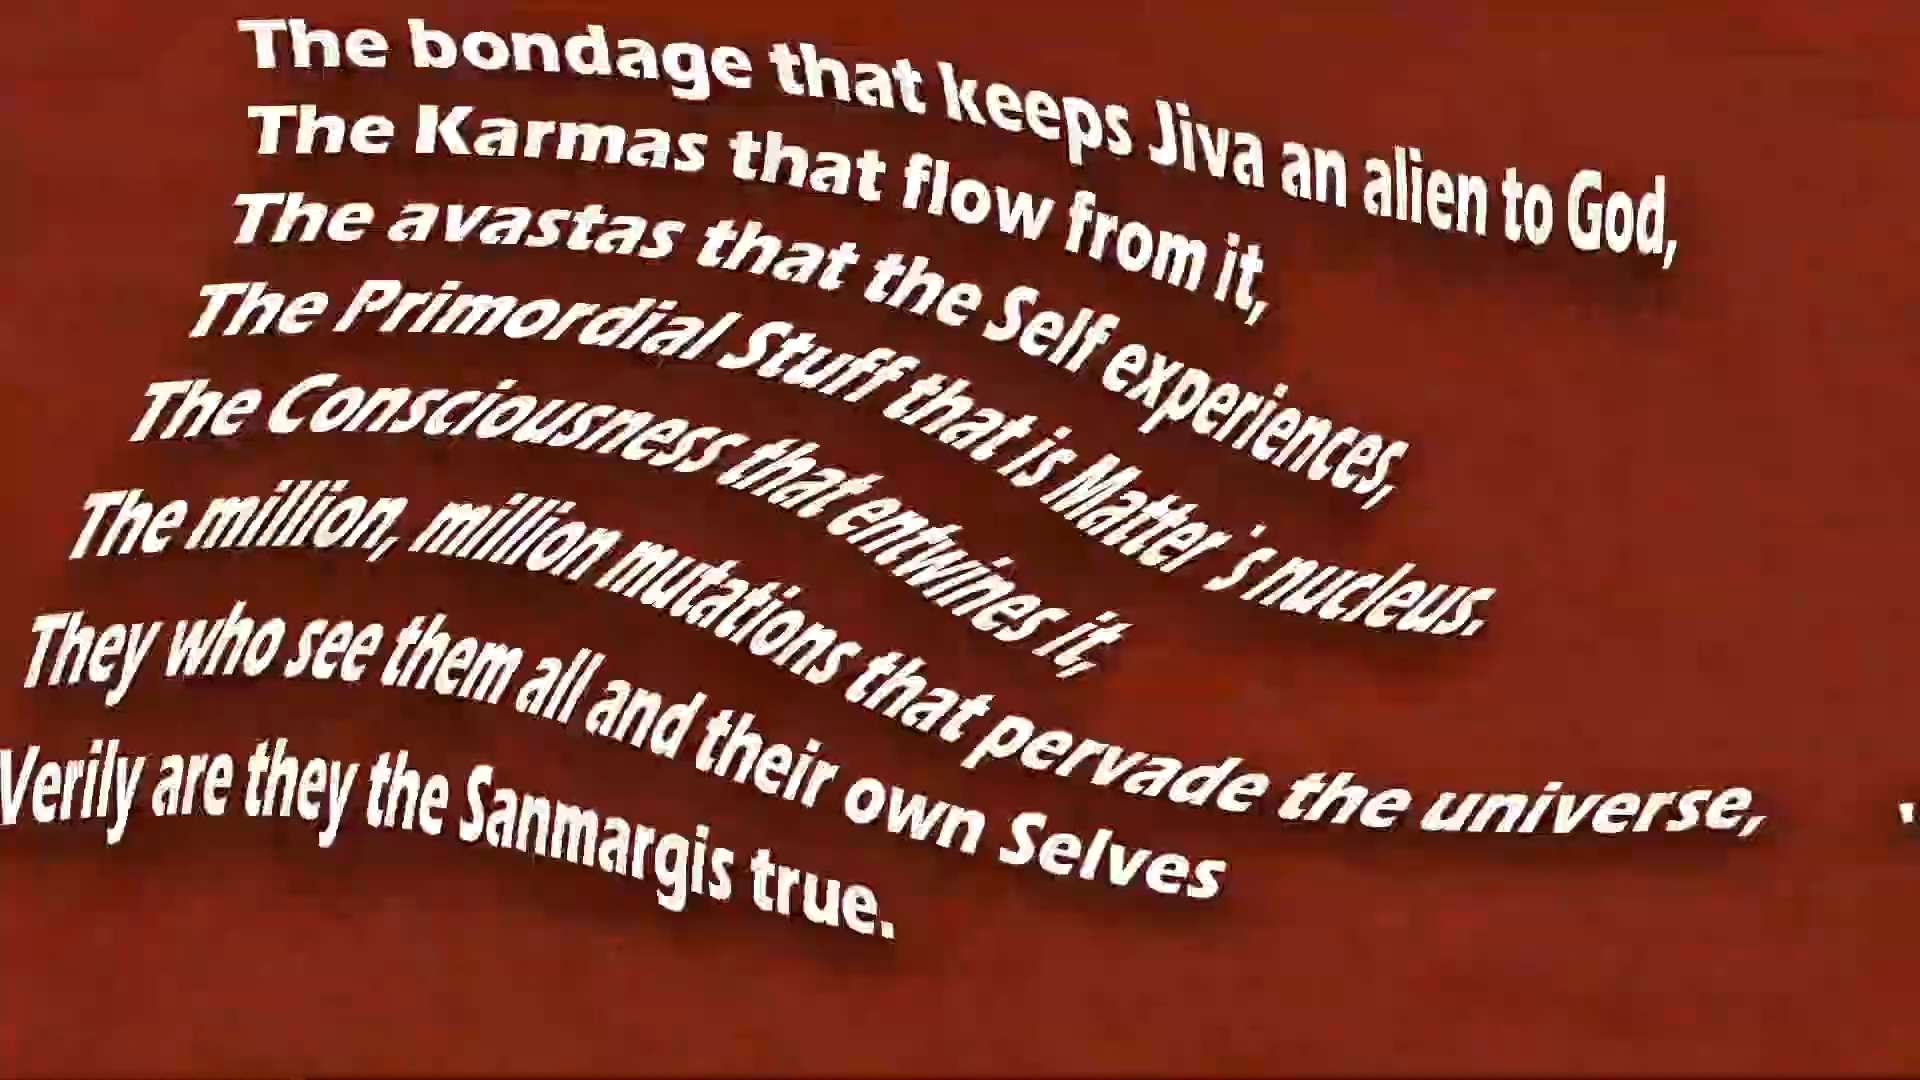 The bondage that keeps Jiva an alien to God,
The Karmas that flow from it,
The avastas that the Self experiences,
The Primordial Stuff that is Matter 's nucleus.
The Consciousness that entwines it,
The million, million mutations that pervade the universe,
They who see them all and their own Selves
Verily are they the Sanmargis true.